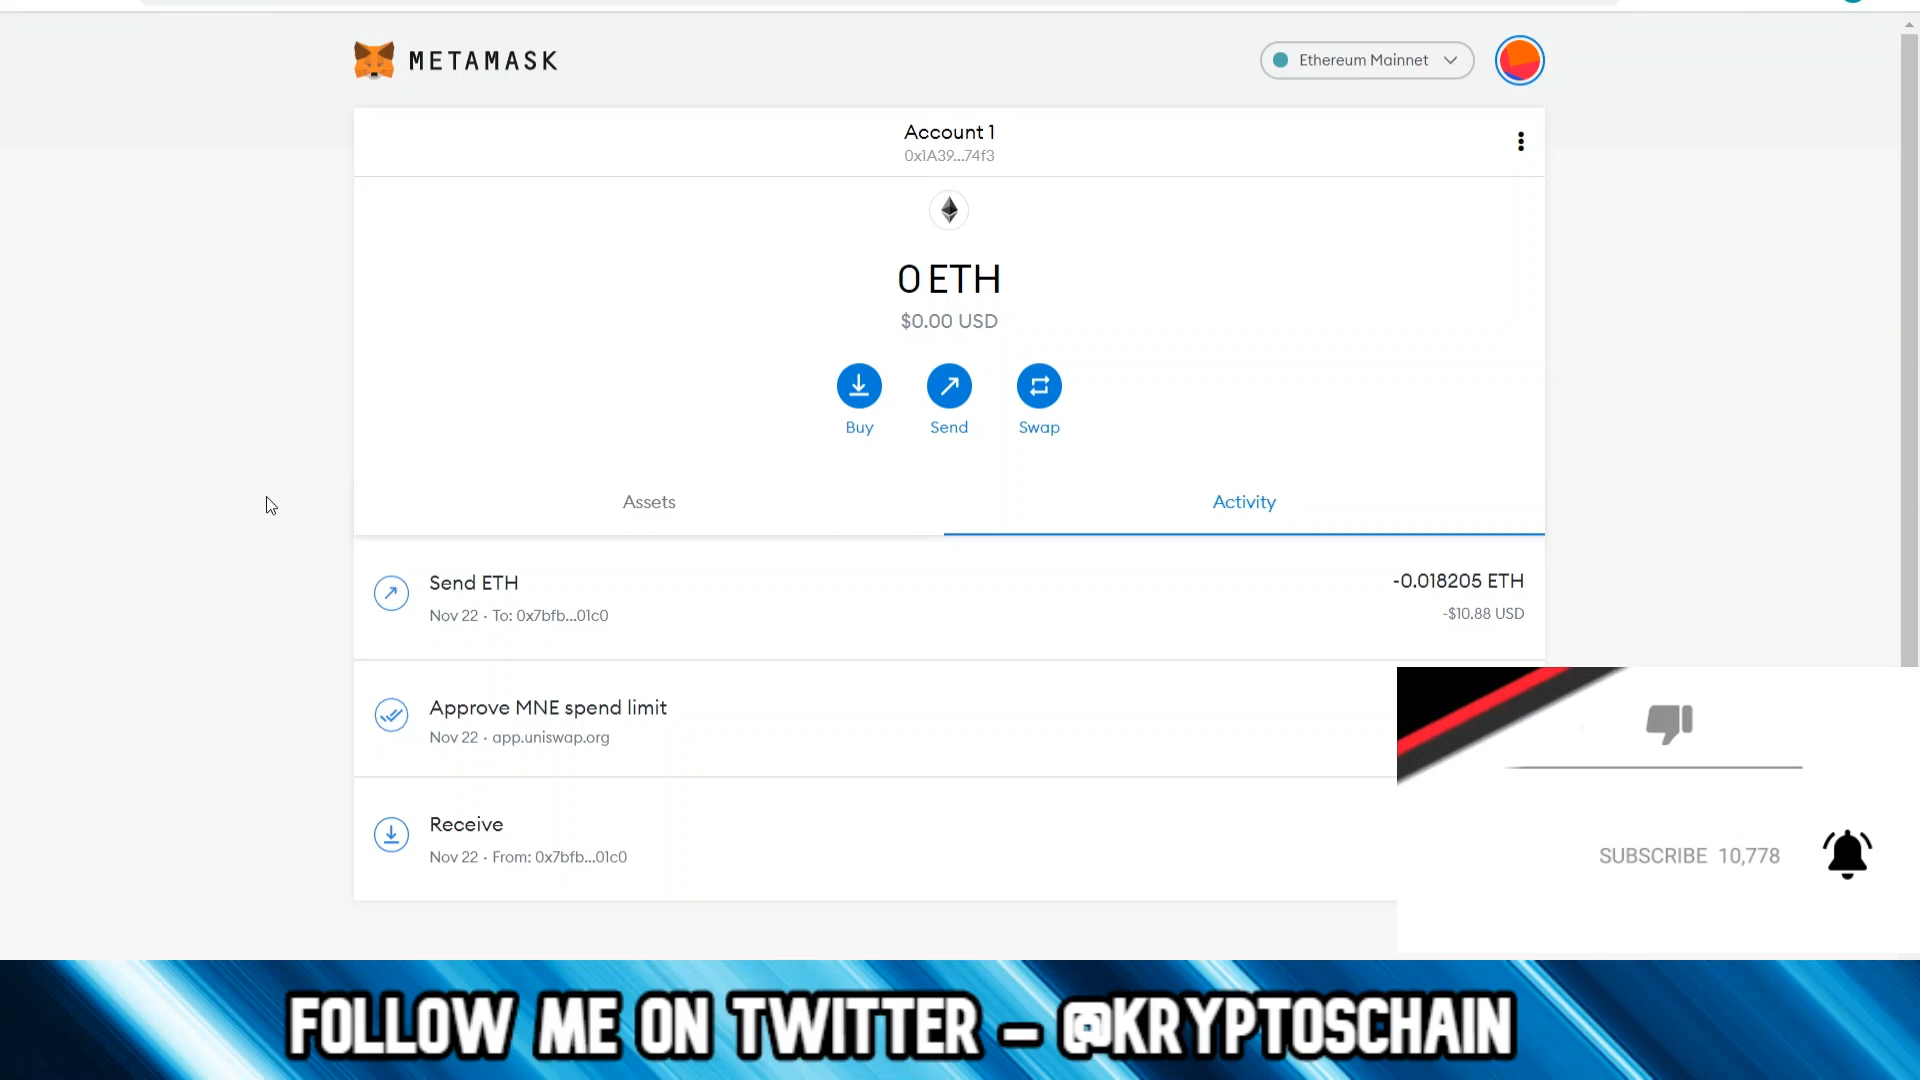 METAMASK
Ethereum Mainnet
Account 1
0x1A39...74f3
0 ETH
$0.00 USD
Buy
Send
Swap
Assets
Activity
Send ETH
-0.018205 ETH
Nov 22 · To: 0x7bfb...01c0
-$10.88 USD
Approve MNE spend limit
Nov 22 · app.uniswap.org
Receive
Nov 22 · From: 0x7bfb...01c0
SUBSCRIBE 10,778
FOLLOW ME ON TWITTER – @KRYPTOSCHAIN